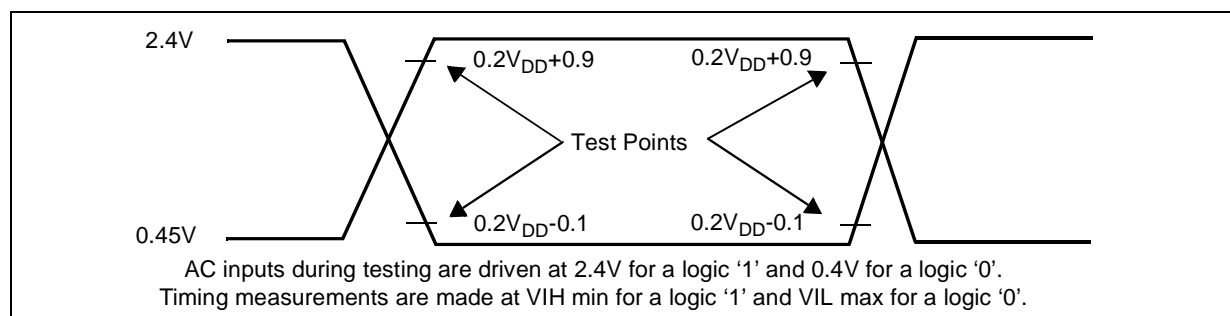 2.4V
0.2VDD+0.9 0.2VDD+0.9
Test Points
0.2VDD-0.1 0.2VDD-0.1
0.45V
AC inputs during testing are driven at 2.4V for a logic ‘1’ and 0.4V for a logic ‘0’.
Timing measurements are made at VIH min for a logic ‘1’ and VIL max for a logic ‘0’.